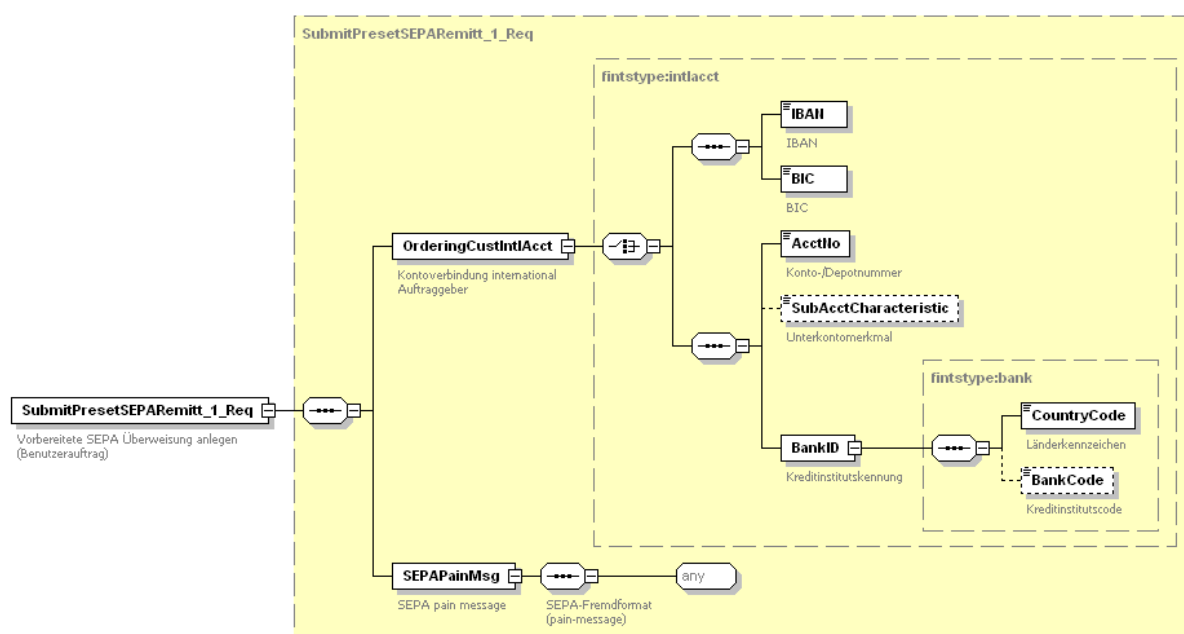 SubmitPresetSEPARemitt_1_Req
fintstype:intlacct
IBAN
IBAN
BIC
BIC
OrderingCustIntlAcct
Kontoverbindung international
Auftraggeber
AcctNo
Konto-/Depotnummer
SubAcctCharacteristic
Unterkontomerkmal
fintstype:bank
CountryCode
Länderkennzeichen
BankID
Kreditinstitutskennung
BankCode
Kreditinstitutscode
SubmitPresetSEPARemitt_1_Req
Vorbereitete SEPA Überweisung anlegen
(Benutzerauftrag)
SEPAPainMsg
SEPA pain message
SEPA-Fremdformat
(pain-message)
any